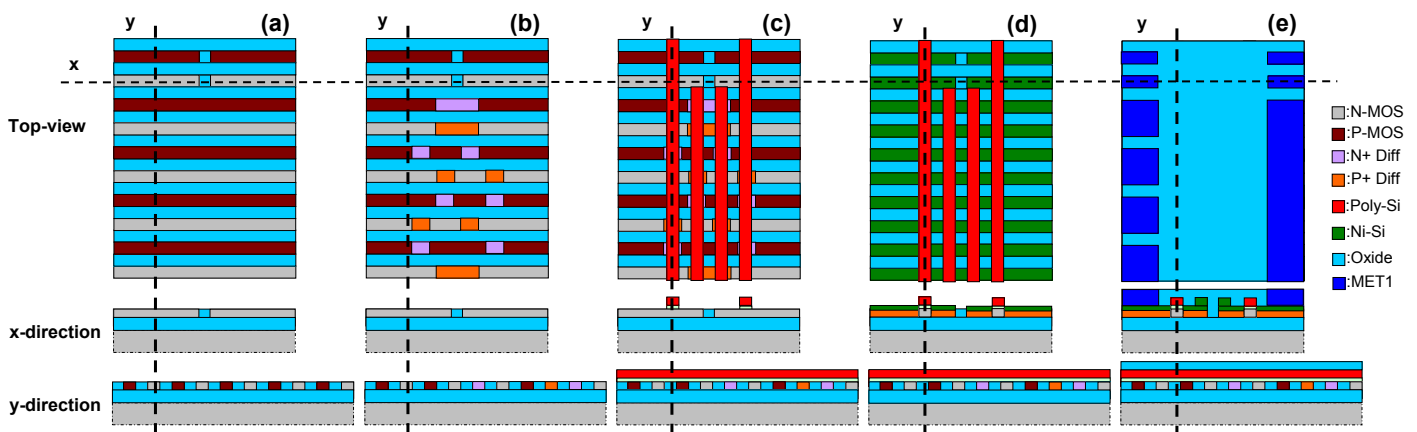 y
(a)
y
(b)
y
(c)
y
(d)
y
(e)
x
Top-view
x-direction
y-direction
:N-MOS
:P-MOS
:N+ Diff
:P+ Diff
:Poly-Si
:Ni-Si
:Oxide
:MET1